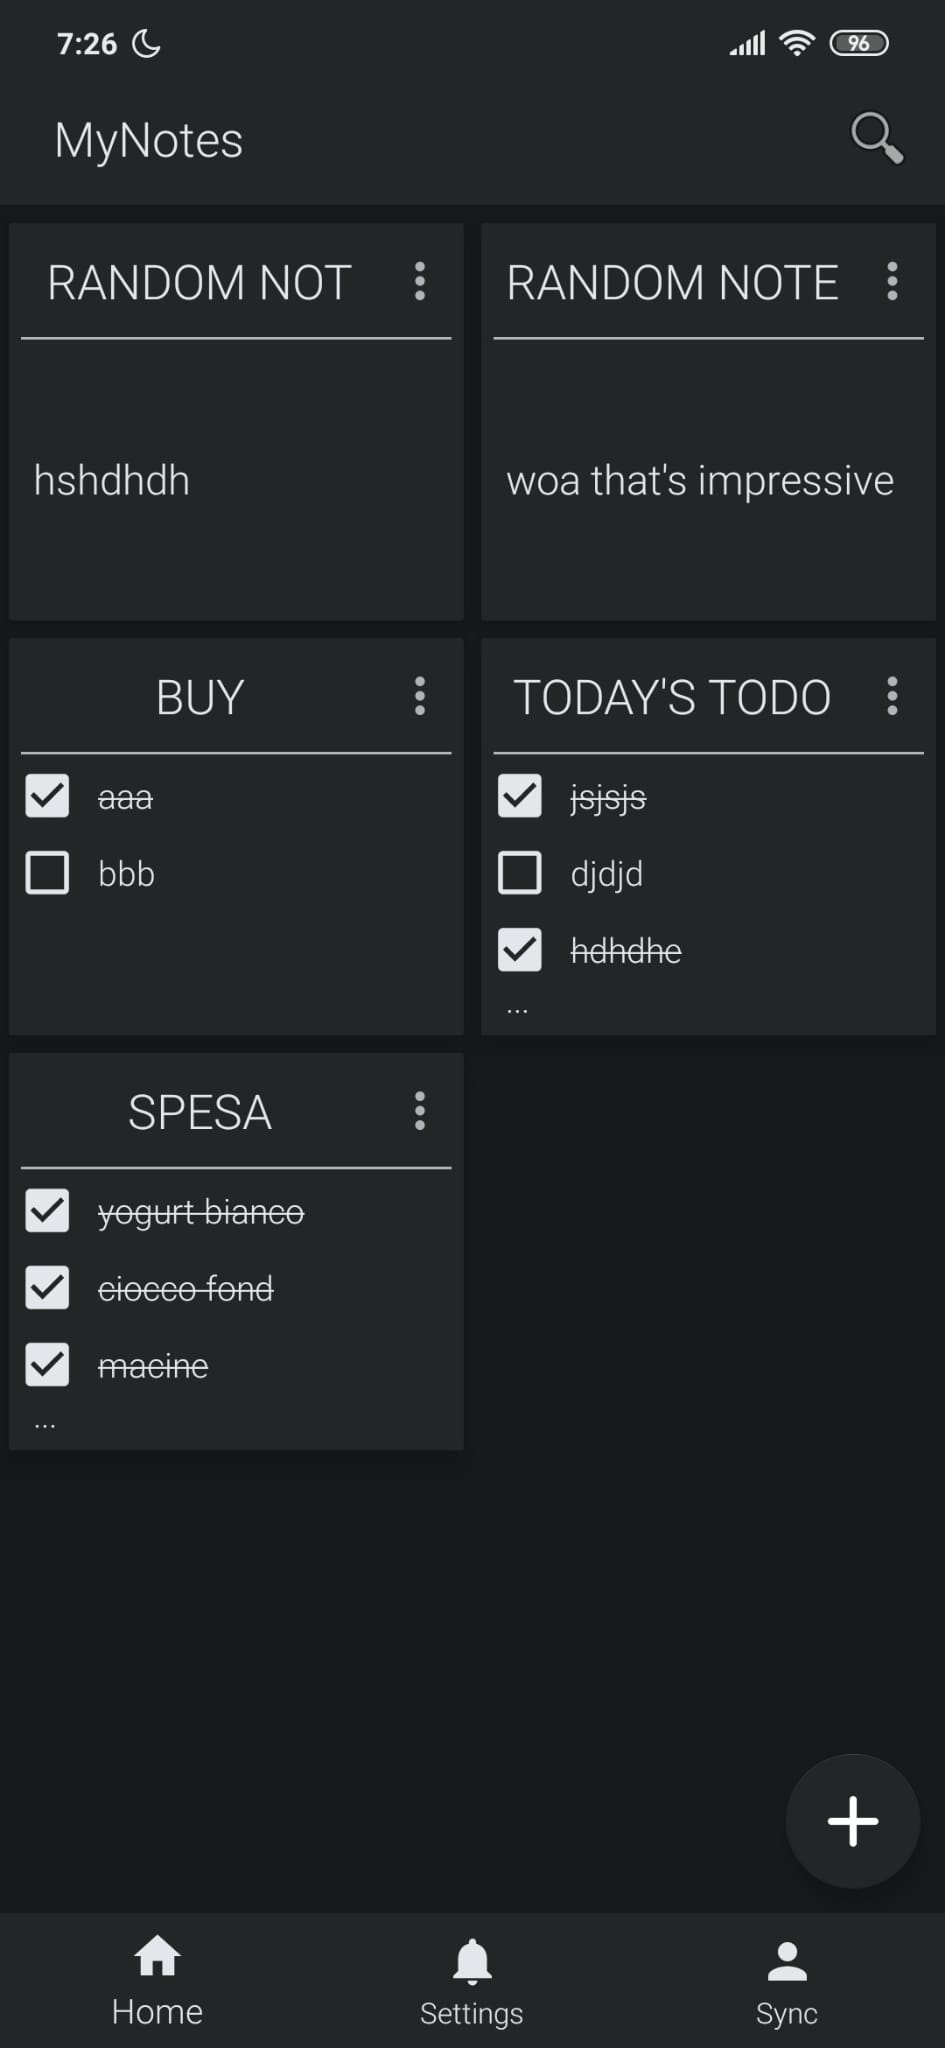 7:26
96
MyNotes
RANDOM NOT
hshdhdh
RANDOM NOTE
woa that's impressive
BUY
aaa
bbb
TODAY'S TODO
jsjsjs
djdjd
hdhdhe
...
SPESA
yogurt bianco
ciocco fond
macine
...
Home
Settings
Sync